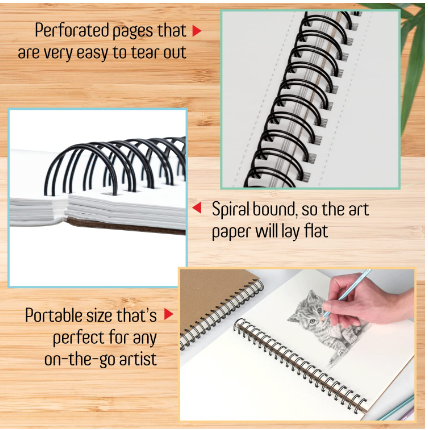 Perforated pages that
are very easy to tear out
Spiral bound, so the art
paper will lay flat
Portable size that's
perfect for any
on-the-go artist